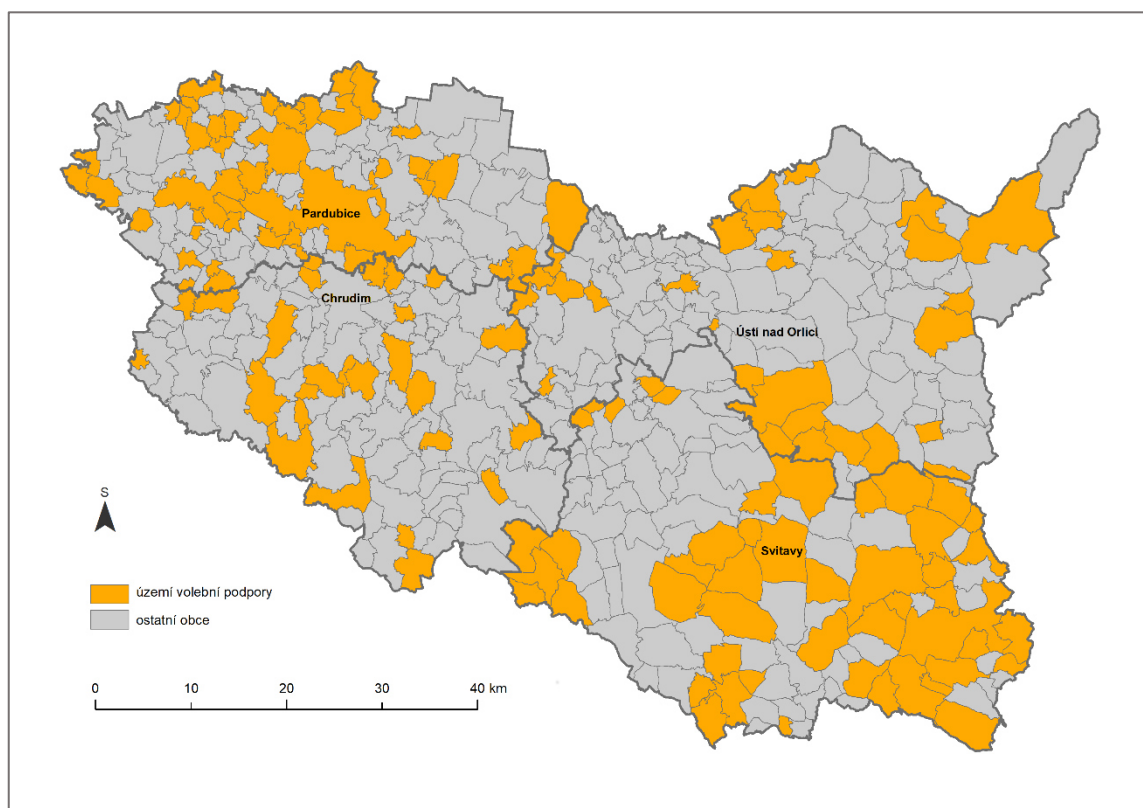 Pardubice
Chrudim
Ústí nad Orlicí
Svitavy
S
území volební podpory
ostatní obce
0 10 20 30 40 km